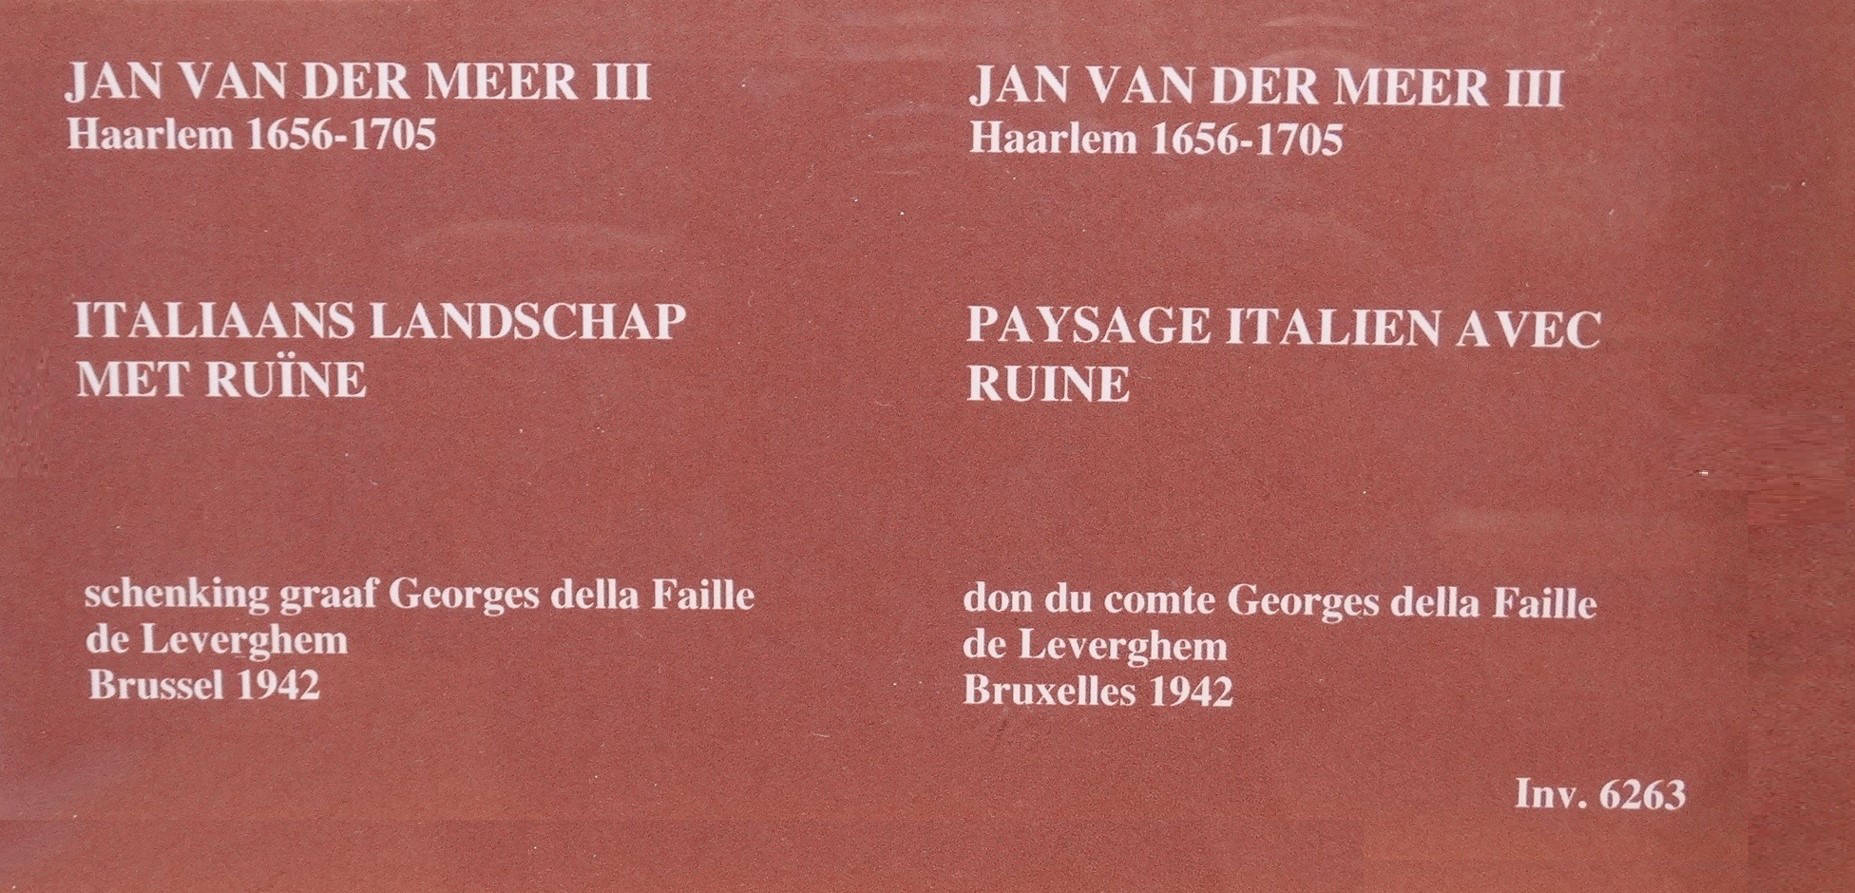 JAN VAN DER MEER III
Haarlem 1656-1705
ITALIAANS LANDSCHAP
MET RUÏNE
schenking graaf Georges della Faille
de Leverghem
Brussel 1942
JAN VAN DER MEER III
Haarlem 1656-1705
PAYSAGE ITALIEN AVEC
RUINE
don du comte Georges della Faille
de Leverghem
Bruxelles 1942
Inv. 6263